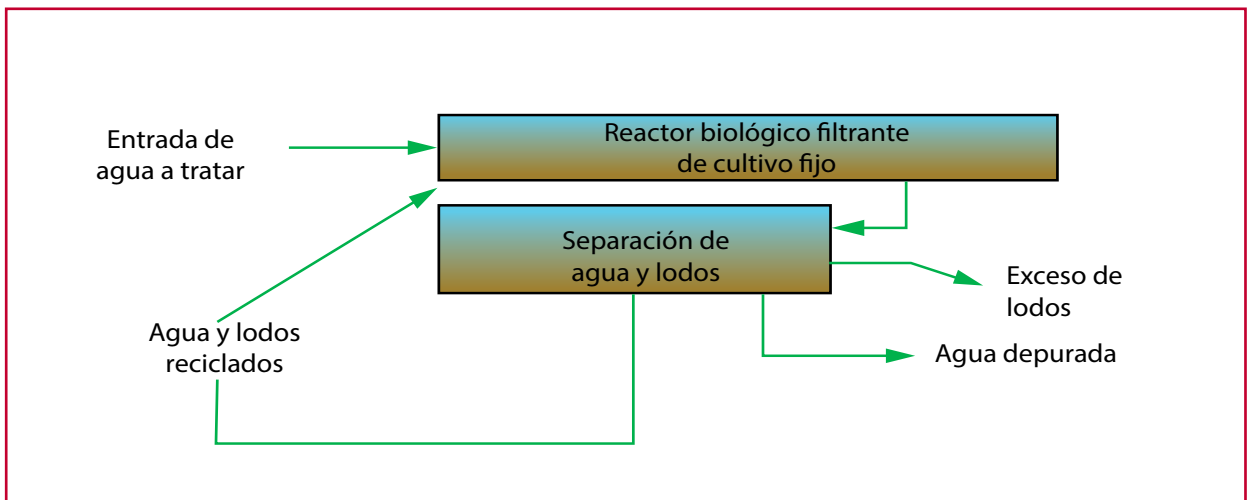 Entrada de
agua a tratar
Reactor biológico filtrante
de cultivo fijo
Separación de
agua y lodos
Exceso de
lodos
Agua y lodos
reciclados
Agua depurada